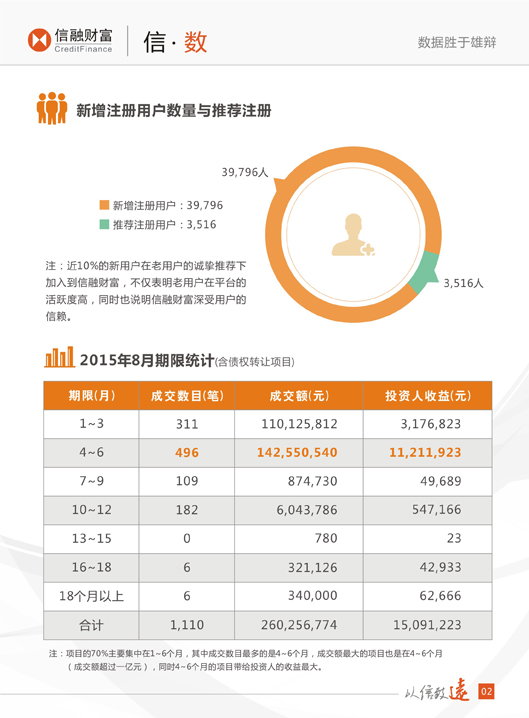 信融财富
CreditFinance
信·数
数据胜于雄辩
新增注册用户数量与推荐注册
39,796人
新增注册用户：39,796
推荐注册用户：3,516
注：近10%的新用户在老用户的诚挚推荐下
加入到信融财富，不仅表明老用户在平台的
活跃度高，同时也说明信融财富深受用户的
信赖。
3,516人
2015年8月期限统计(含债权转让项目)
期限(月) 成交数目(笔) 成交额(元) 投资人收益(元)
1~3 311 110,125,812 3,176,823
4~6 496 142,550,540 11,211,923
7~9 109 874,730 49,689
10~12 182 6,043,786 547,166
13~15 0 780 23
16~18 6 321,126 42,933
18个月以上 6 340,000 62,666
合计 1,110 260,256,774 15,091,223
注：项目的70%主要集中在1~6个月，其中成交数目最多的是4~6个月，成交额最大的项目也是在4~6个月
（成交额超过一亿元），同时4~6个月的项目带给投资人的收益最大。
以信致远
02